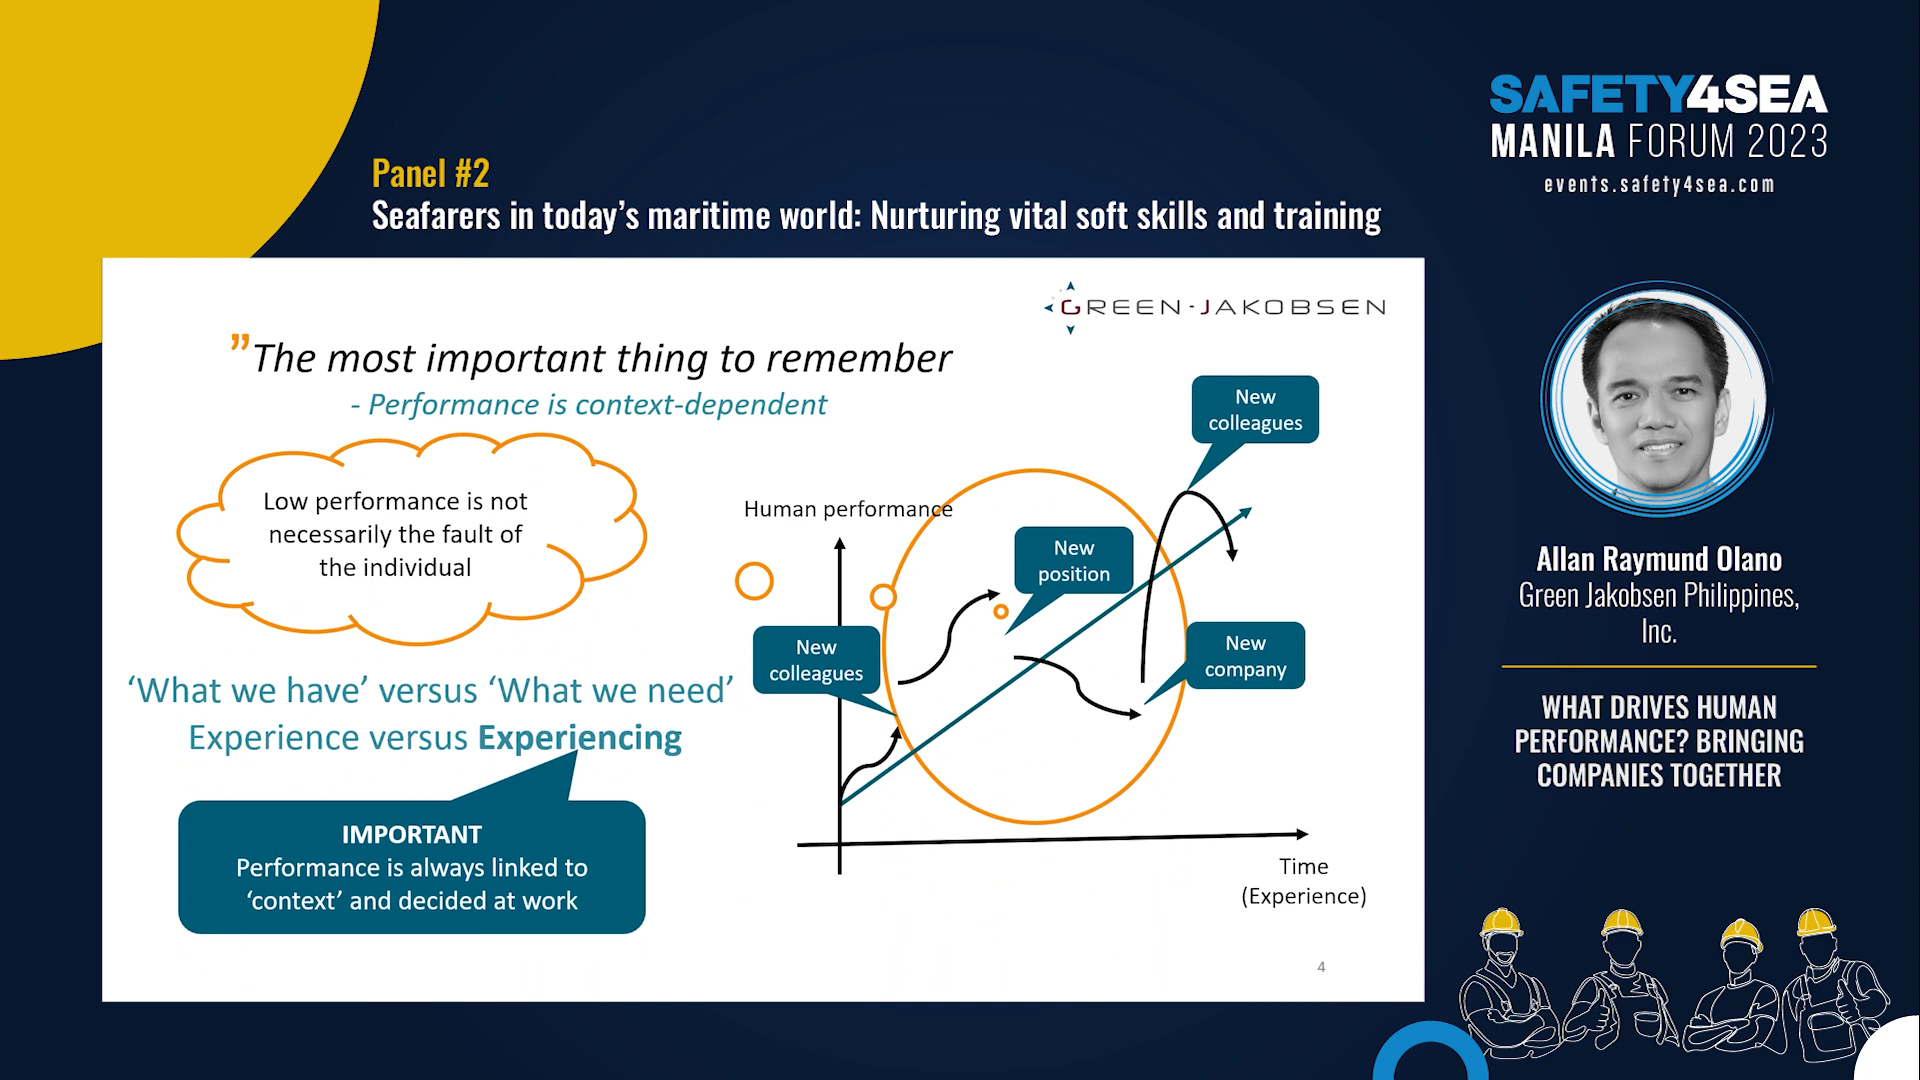 SAFETY4SEA
MANILA FORUM 2023
events.safety4sea.com
Panel #2
Seafarers in today’s maritime world: Nurturing vital soft skills and training
GREEN-JAKOBSEN
”The most important thing to remember
- Performance is context-dependent
Low performance is not
necessarily the fault of
the individual
‘What we have’ versus ‘What we need’
Experience versus Experiencing
IMPORTANT
Performance is always linked to
‘context’ and decided at work
Human performance
New
colleagues
New
position
New
colleagues
New
company
Time
(Experience)
4
Allan Raymund Olano
Green Jakobsen Philippines,
Inc.
WHAT DRIVES HUMAN
PERFORMANCE? BRINGING
COMPANIES TOGETHER